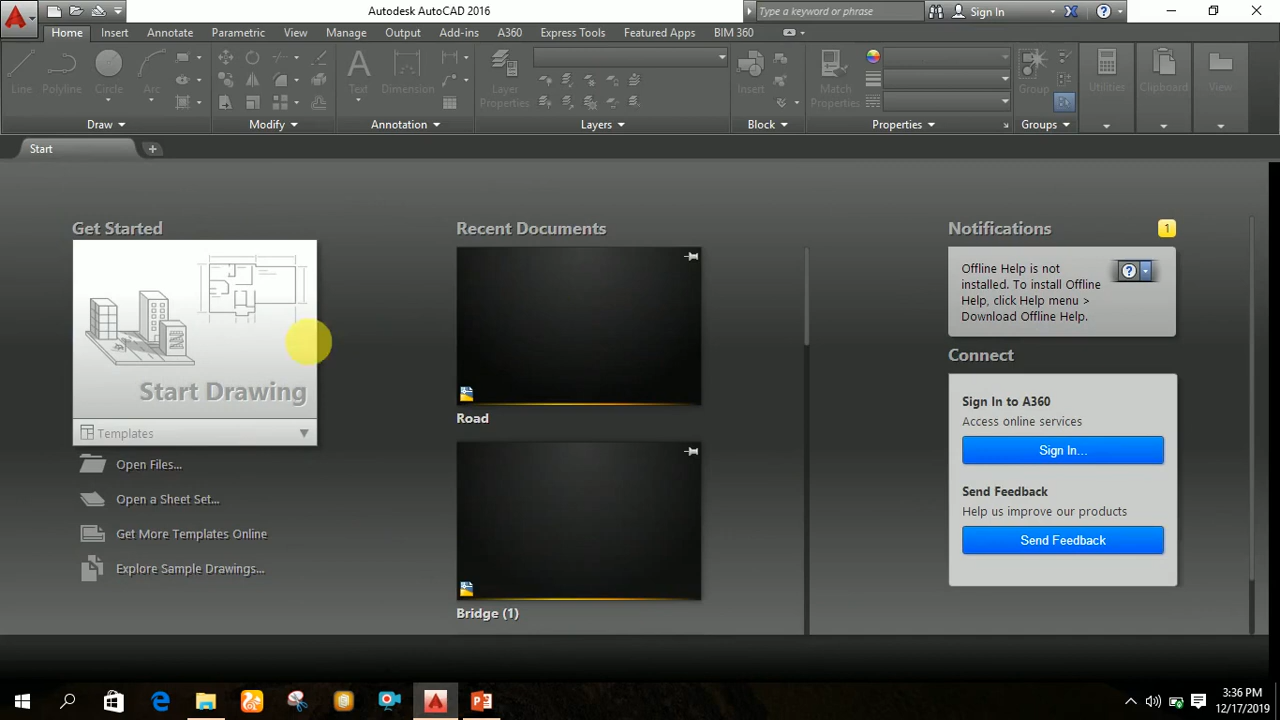 Autodesk AutoCAD 2016
Type a keyword or phrase
Sign In
Home Insert Annotate Parametric View Manage Output Add-ins A360 Express Tools Featured Apps BIM 360
Line Polyline Circle Arc
Text Dimension
Layer Properties
Insert
Match Properties
Group
Utilities
Clipboard
View
Draw Modify Annotation Layers Block Properties Groups
Start
Get Started
Start Drawing
Templates
Open Files...
Open a Sheet Set...
Get More Templates Online
Explore Sample Drawings...
Recent Documents
Road
Bridge (1)
Notifications 1
Offline Help is not
installed. To install Offline
Help, click Help menu >
Download Offline Help.
Connect
Sign In to A360
Access online services
Sign In...
Send Feedback
Help us improve our products
Send Feedback
3:36 PM
12/17/2019